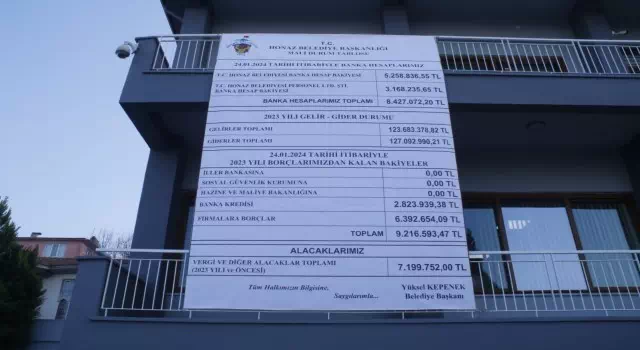 T.C.
HONAZ BELEDİYE BAŞKANLIĞI
MALİ DURUM TABLOSU
24.01.2024 TARİHİ İTİBARİYLE BANKA HESAPLARIMIZ
T.C. HONAZ BELEDİYESİ BANKA HESAP BAKİYESİ 5.258.836,55 TL
T.C. HONAZ BELEDİYESİ PERSONEL LTD. ŞTİ.
BANKA HESAP BAKİYESİ 3.168.235,65 TL
BANKA HESAPLARIMIZ TOPLAMI 8.427.072,20 TL
2023 YILI GELİR - GİDER DURUMU
GELİRLER TOPLAMI 123.683.378,82 TL
GİDERLER TOPLAMI 127.092.990,21 TL
24.01.2024 TARİHİ İTİBARİYLE
2023 YILI BORÇLARIMIZDAN KALAN BAKİYELER
İLLER BANKASINA 0,00 TL
SOSYAL GÜVENLİK KURUMUNA 0,00 TL
HAZİNE VE MALİYE BAKANLIĞINA 0,00 TL
BANKA KREDİSİ 2.823.939,38 TL
FİRMALARA BORÇLAR 6.392.654,09 TL
TOPLAM 9.216.593,47 TL
ALACAKLARIMIZ
VERGİ VE DİĞER ALACAKLAR TOPLAMI
(2023 YILI ve ÖNCESİ) 7.199.752,00 TL
Tüm Halkımızın Bilgisine,
Saygılarımla...
Yüksel KEPENEK
Belediye Başkanı